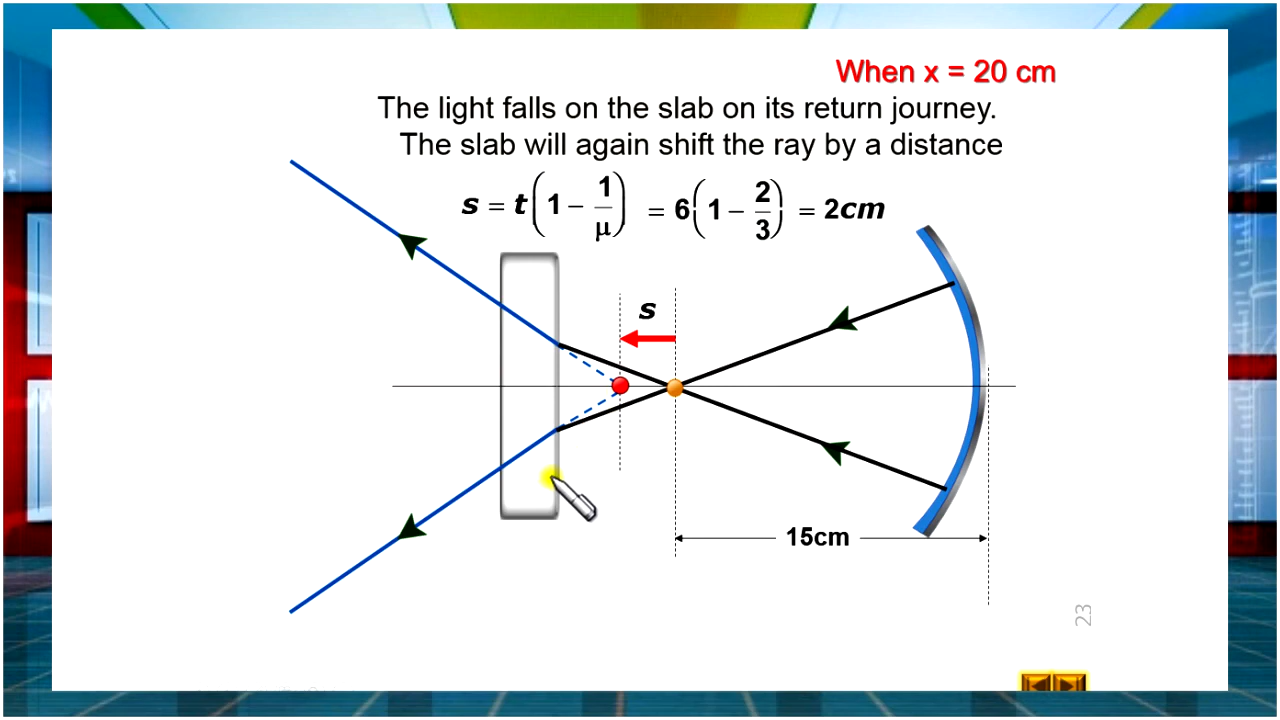 When x = 20 cm
The light falls on the slab on its return journey.
The slab will again shift the ray by a distance
s = t(1 − 1/μ) = 6(1 − 2/3) = 2cm
s
15cm
23